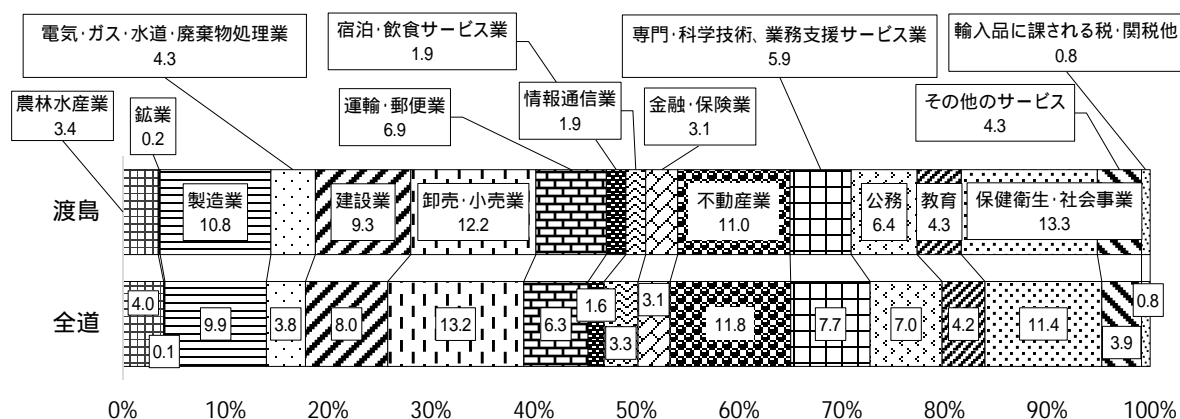 電気・ガス・水道・廃棄物処理業
4.3
宿泊・飲食サービス業
1.9
専門・科学技術、業務支援サービス業
5.9
輸入品に課される税・関税他
0.8
農林水産業
3.4
鉱業
0.2
運輸・郵便業
6.9
情報通信業
1.9
金融・保険業
3.1
その他のサービス
4.3
渡島
製造業
10.8
建設業
9.3
卸売・小売業
12.2
不動産業
11.0
公務
6.4
教育
4.3
保健衛生・社会事業
13.3
全道
4.0
0.1
9.9
3.8
8.0
13.2
6.3
1.6
3.3
3.1
11.8
7.7
7.0
4.2
11.4
3.9
0.8
0% 10% 20% 30% 40% 50% 60% 70% 80% 90% 100%